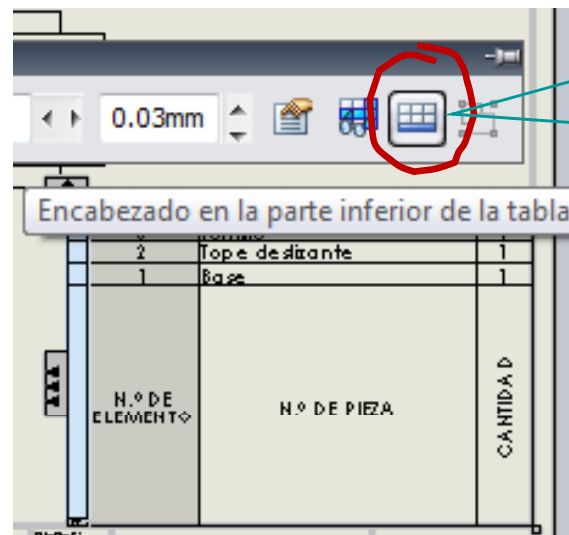 0.03mm
Encabezado en la parte inferior de la tabla
2 Tope deslizante 1
1 Base 1
N.º DE
ELEMENTO
N.º DE PIEZA
CANTIDAD